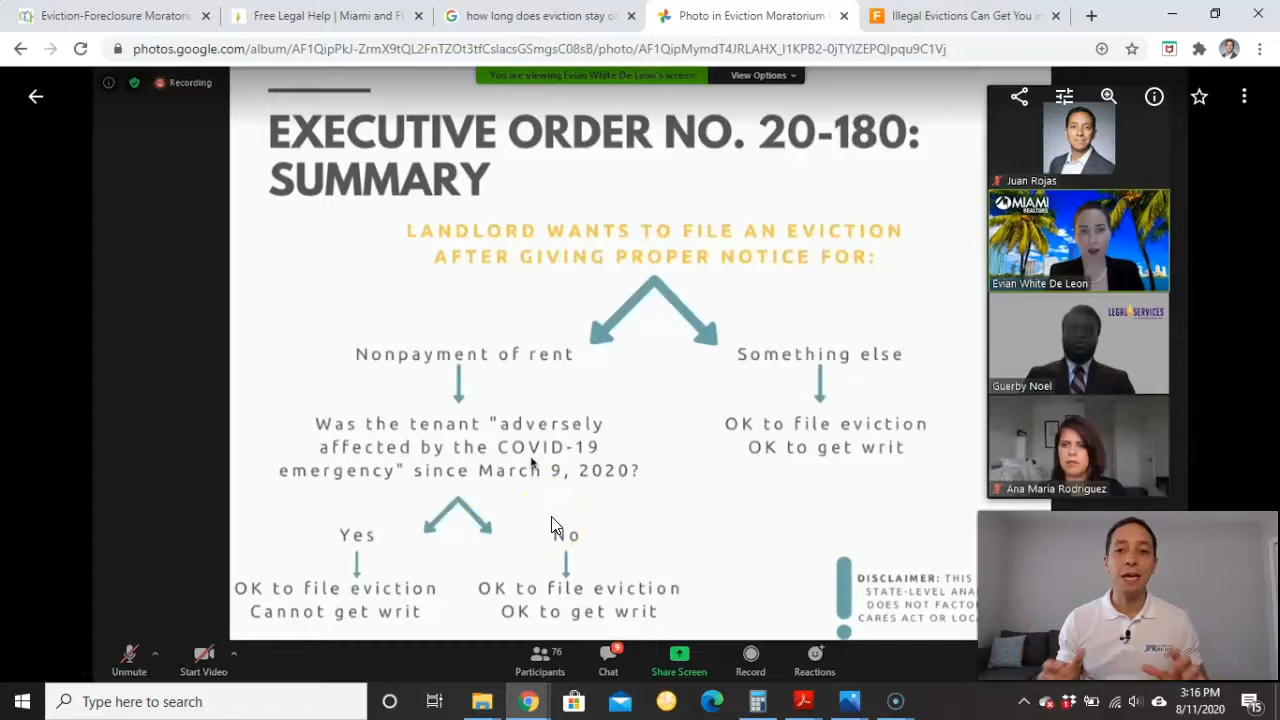 Eviction-Foreclosure Moratori
Free Legal Help | Miami and Fl
how long does eviction stay o
Photo in Eviction Moratorium
Illegal Evictions Can Get You i
photos.google.com/album/AF1QipPkJ-ZrmX9tQL2FnTZOt3tfCslacsGSmgsC08sB/photo/AF1QipMymdT4JRLAHX_I1KPB2-0jTYIZEPQlpqu9C1Vj
Recording
You are viewing Evian White De Leon's screen
View Options
EXECUTIVE ORDER NO. 20-180:
SUMMARY
LANDLORD WANTS TO FILE AN EVICTION
AFTER GIVING PROPER NOTICE FOR:
Nonpayment of rent
Something else
Was the tenant "adversely
affected by the COVID-19
emergency" since March 9, 2020?
OK to file eviction
OK to get writ
Yes
No
OK to file eviction
Cannot get writ
OK to file eviction
OK to get writ
DISCLAIMER: THIS
STATE-LEVEL ANA
DOES NOT FACTO
CARES ACT OR LOC
Juan Rojas
MIAMI
REALTORS
Evian White De Leon
LEGAL SERVICES
Guerby Noel
Ana Maria Rodriguez
JPR
Unmute
Start Video
Participants
76
Chat
9
Share Screen
Record
Reactions
Type here to search
3:16 PM
8/11/2020
15